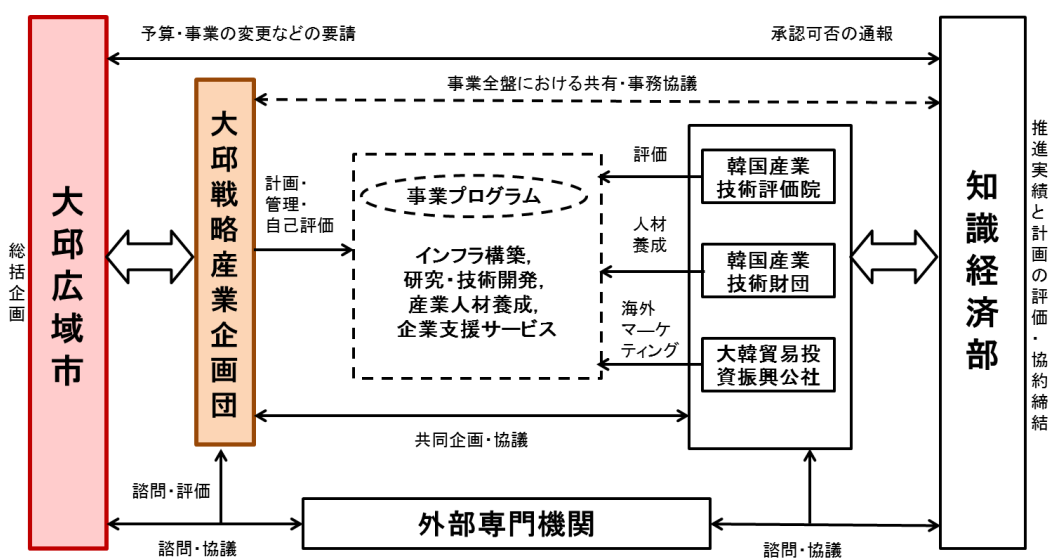 予算・事業の変更などの要請
承認可否の通報
事業全盤における共有・事務協議
総括企画
大邱広域市
大邱戦略産業企画団
計画・
管理・
自己評価
事業プログラム
インフラ構築,
研究・技術開発,
産業人材養成,
企業支援サービス
評価
人材
養成
海外
マーケ
ティング
韓国産業
技術評価院
韓国産業
技術財団
大韓貿易投
資振興公社
知識経済部
推進実績と計画の評価・協約締結
共同企画・協議
諮問・評価
諮問・協議
外部専門機関
諮問・協議